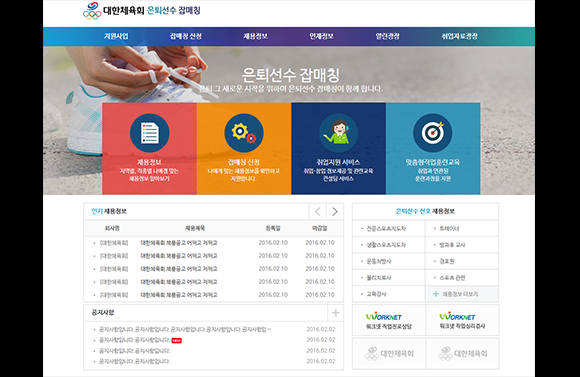 대한체육회 은퇴선수 잡매칭
지원사업 잡매칭 신청 채용정보 인재정보 열린광장 취업자료광장
은퇴선수 잡매칭
은퇴 그 새로운 시작을 위하여 은퇴선수 잡매칭이 함께 합니다.
채용정보
지역별, 직종별 나에겐 맞는
채용정보 알아보기
잡매칭 신청
나에게 맞는 채용정보를 확인하고
지원합니다.
취업지원 서비스
취업·창업 정보제공 및 관련교육
컨설팅 서비스
맞춤형직업훈련교육
취업과 연관된
훈련과정을 지원
인기 채용정보
회사명 채용제목 등록일 마감일
[대한체육회] 대한체육회 채용공고 어쩌고 저쩌고 2016.02.10 2016.02.10
[대한체육회] 대한체육회 채용공고 어쩌고 저쩌고 2016.02.10 2016.02.10
[대한체육회] 대한체육회 채용공고 어쩌고 저쩌고 2016.02.10 2016.02.10
[대한체육회] 대한체육회 채용공고 어쩌고 저쩌고 2016.02.10 2016.02.10
[대한체육회] 대한체육회 채용공고 어쩌고 저쩌고 2016.02.10 2016.02.10
은퇴선수 선호 채용정보
전문스포츠지도자 트레이너
생활스포츠지도자 방과후 교사
운동처방사 경호원
물리치료사 스포츠 관련
교육강사 채용정보 더보기
공지사항
공지사항입니다.공지사항입니다.공지사항입니다.공지사항입니다.공지사항입~ 2016.02.02
공지사항입니다.공지사항입니다. NEW 2016.02.02
공지사항입니다.공지사항입니다. 2016.02.02
공지사항입니다.공지사항입니다. 2016.02.02
WORKNET WORKNET
워크넷 직업진로상담 워크넷 직업심리검사
대한체육회 대한체육회